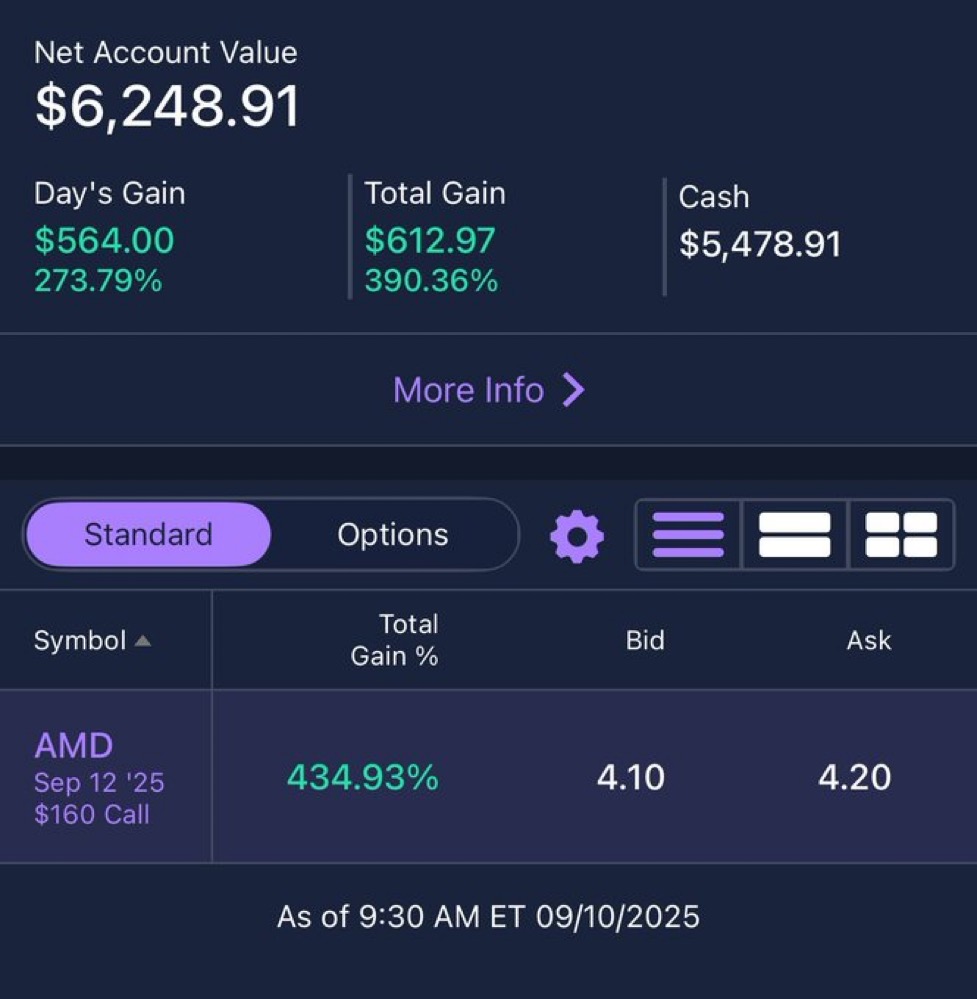 Net Account Value
$6,248.91
Day's Gain
$564.00
273.79%
Total Gain
$612.97
390.36%
Cash
$5,478.91
More Info
Standard
Options
Symbol
Total
Gain %
Bid
Ask
AMD
Sep 12 '25
$160 Call
434.93%
4.10
4.20
As of 9:30 AM ET 09/10/2025